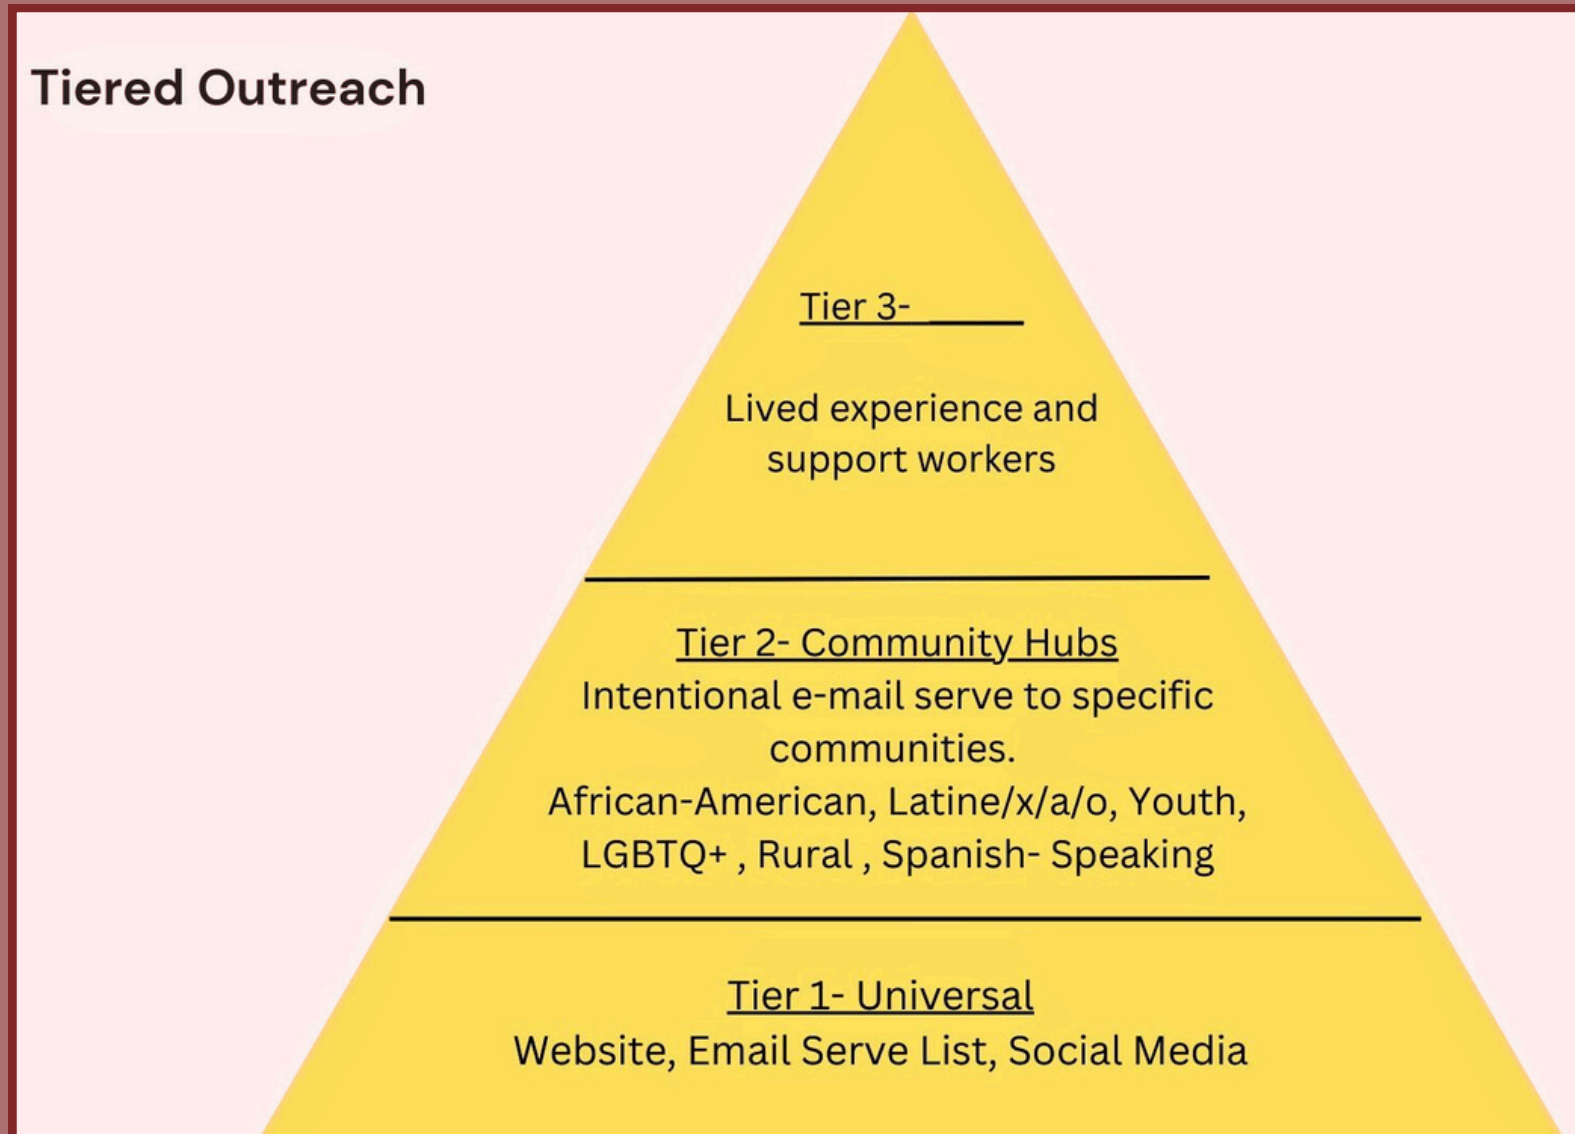 Tiered Outreach
Tier 3- _____
Lived experience and
support workers
Tier 2- Community Hubs
Intentional e-mail serve to specific
communities.
African-American, Latine/x/a/o, Youth,
LGBTQ+ , Rural , Spanish- Speaking
Tier 1- Universal
Website, Email Serve List, Social Media